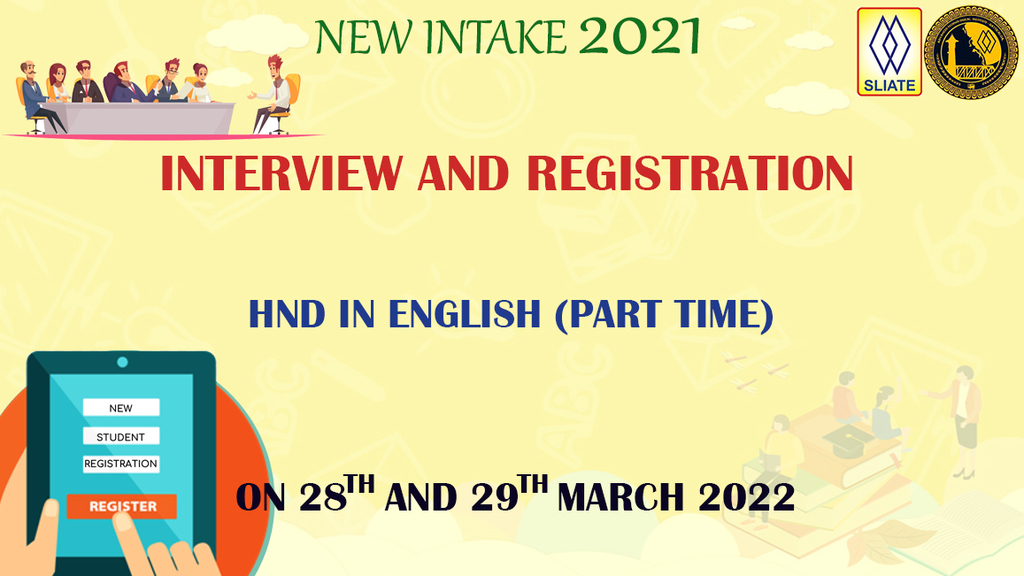 NEW INTAKE 2021
SLIATE
INTERVIEW AND REGISTRATION
HND IN ENGLISH (PART TIME)
NEW
STUDENT
REGISTRATION
REGISTER
ON 28TH AND 29TH MARCH 2022